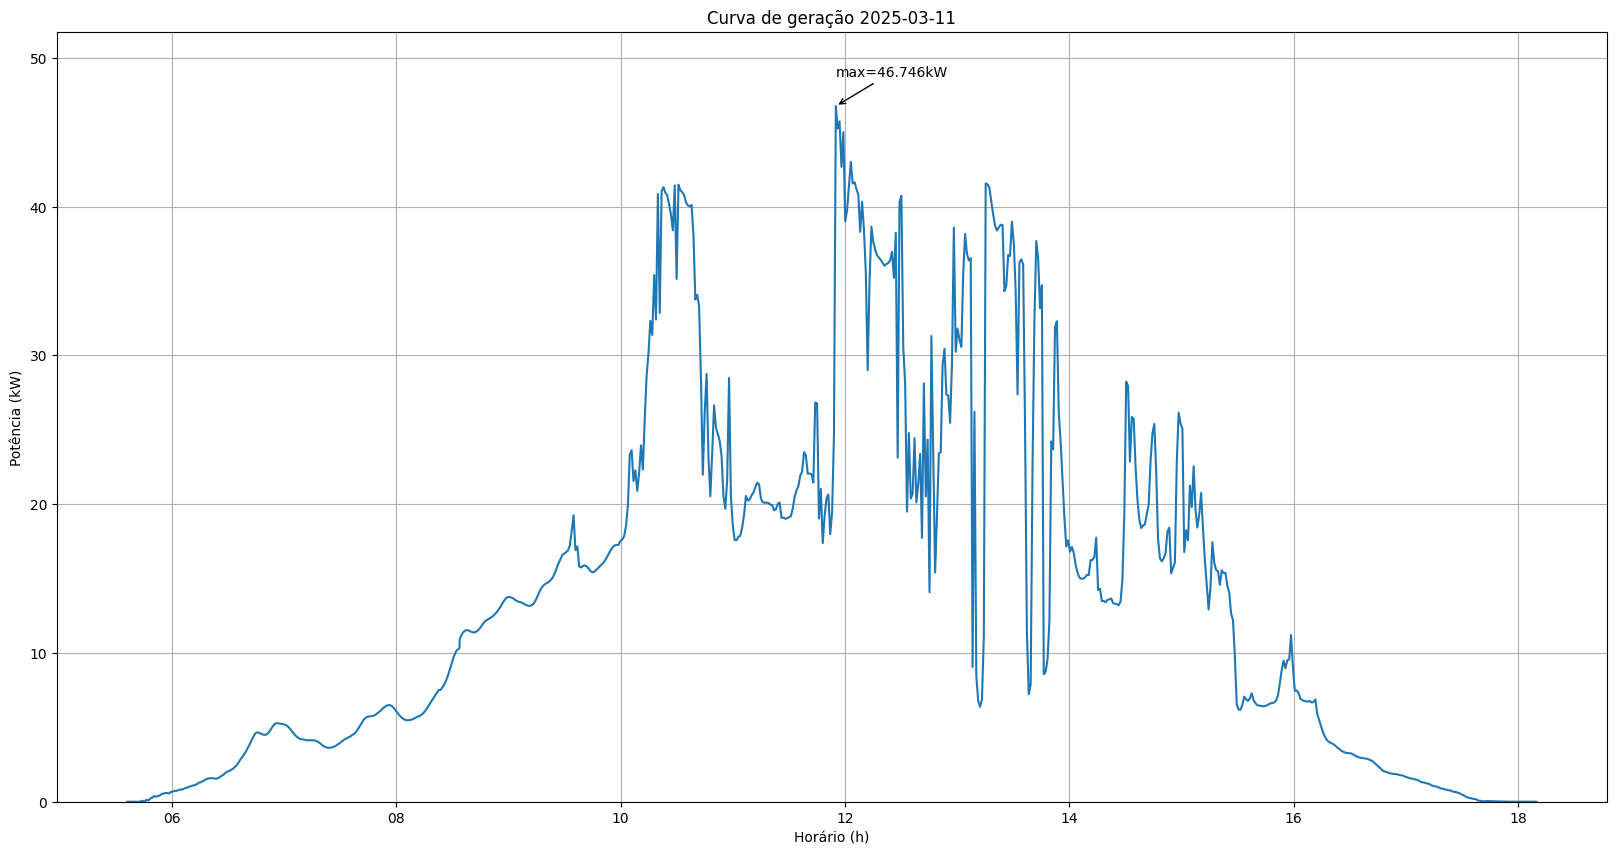 Curva de geração 2025-03-11
max=46.746kW
50
40
30
20
10
0
Potência (kW)
06 08 10 12 14 16 18
Horário (h)